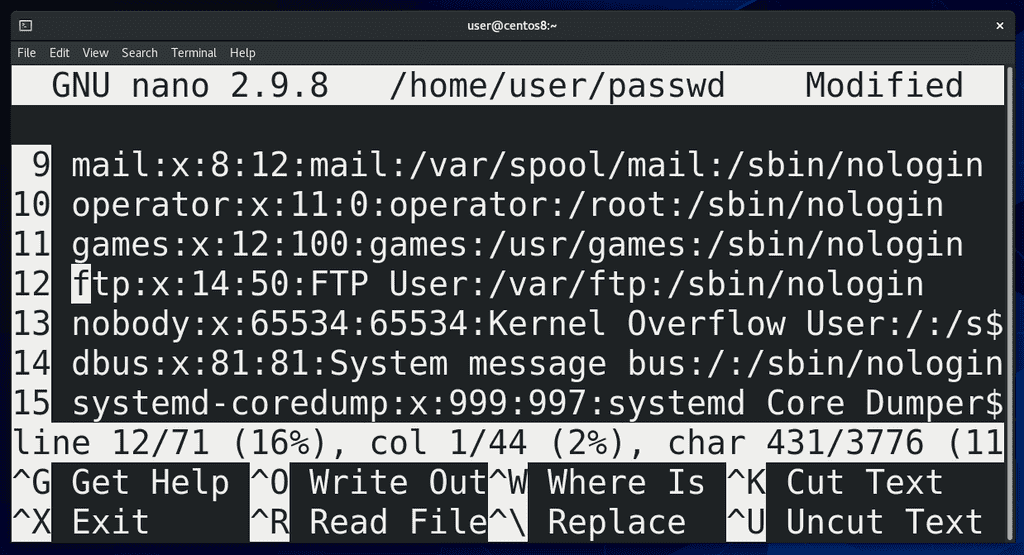 user@centos8:~ ×
File Edit View Search Terminal Help
GNU nano 2.9.8 /home/user/passwd Modified
9 mail:x:8:12:mail:/var/spool/mail:/sbin/nologin
10 operator:x:11:0:operator:/root:/sbin/nologin
11 games:x:12:100:games:/usr/games:/sbin/nologin
12 ftp:x:14:50:FTP User:/var/ftp:/sbin/nologin
13 nobody:x:65534:65534:Kernel Overflow User:/:/s$
14 dbus:x:81:81:System message bus:/:/sbin/nologin
15 systemd-coredump:x:999:997:systemd Core Dumper$
line 12/71 (16%), col 1/44 (2%), char 431/3776 (11
^G Get Help ^O Write Out ^W Where Is ^K Cut Text
^X Exit ^R Read File ^\ Replace ^U Uncut Text